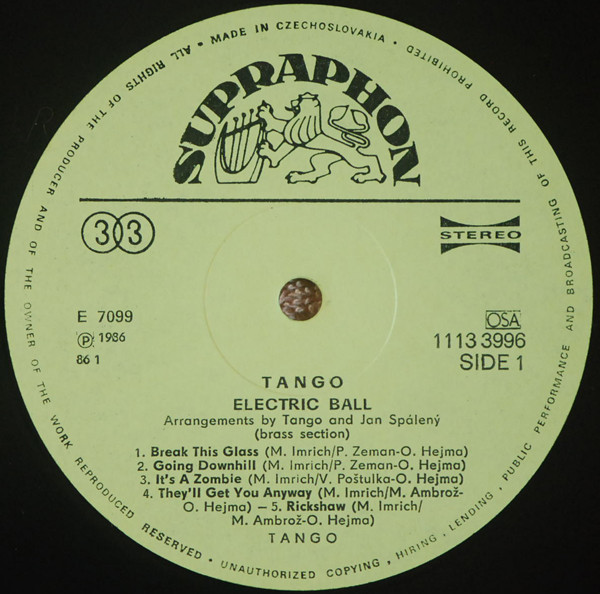 ALL RIGHTS OF THE PRODUCER AND OF THE OWNER OF THE WORK REPRODUCED RESERVED • UNAUTHORIZED COPYING, HIRING, LENDING, PUBLIC PERFORMANCE AND BROADCASTING OF THIS RECORD PROHIBITED • MADE IN CZECHOSLOVAKIA •
SUPRAPHON
33
STEREO
E 7099
Ⓟ 1986
86 1
OSA
1113 3996
SIDE 1
TANGO
ELECTRIC BALL
Arrangements by Tango and Jan Spálený
(brass section)
1. Break This Glass (M. Imrich/P. Zeman-O. Hejma)
2. Going Downhill (M. Imrich/P. Zeman-O. Hejma)
3. It's A Zombie (M. Imrich/V. Poštulka-O. Hejma)
4. They'll Get You Anyway (M. Imrich/M. Ambrož-
O. Hejma) – 5. Rickshaw (M. Imrich/
M. Ambrož-O. Hejma)
TANGO